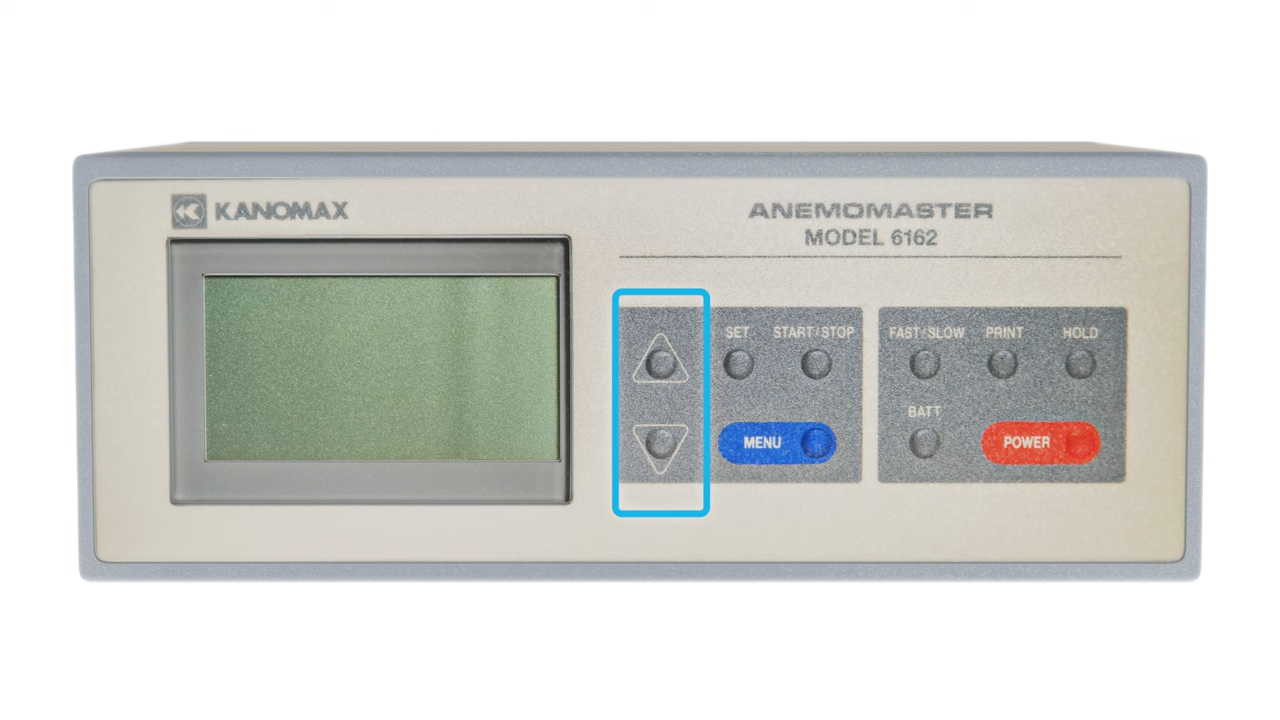 KANOMAX
ANEMOMASTER
MODEL 6162
SET START/STOP
FAST/SLOW PRINT HOLD
BATT
MENU
POWER